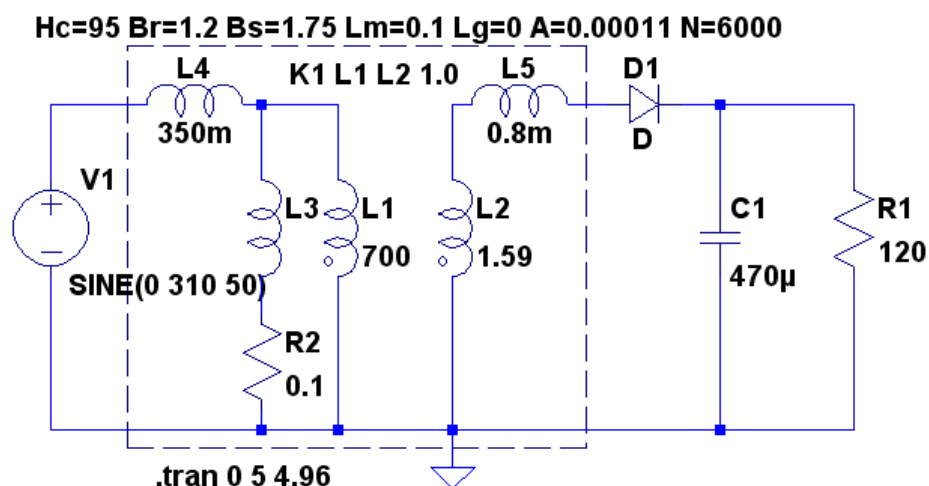 Hc=95 Br=1.2 Bs=1.75 Lm=0.1 Lg=0 A=0.00011 N=6000
L4
K1 L1 L2 1.0
L5
D1
350m
0.8m
D
V1
L3
L1
L2
C1
R1
700
1.59
120
SINE(0 310 50)
470µ
R2
0.1
.tran 0 5 4.96